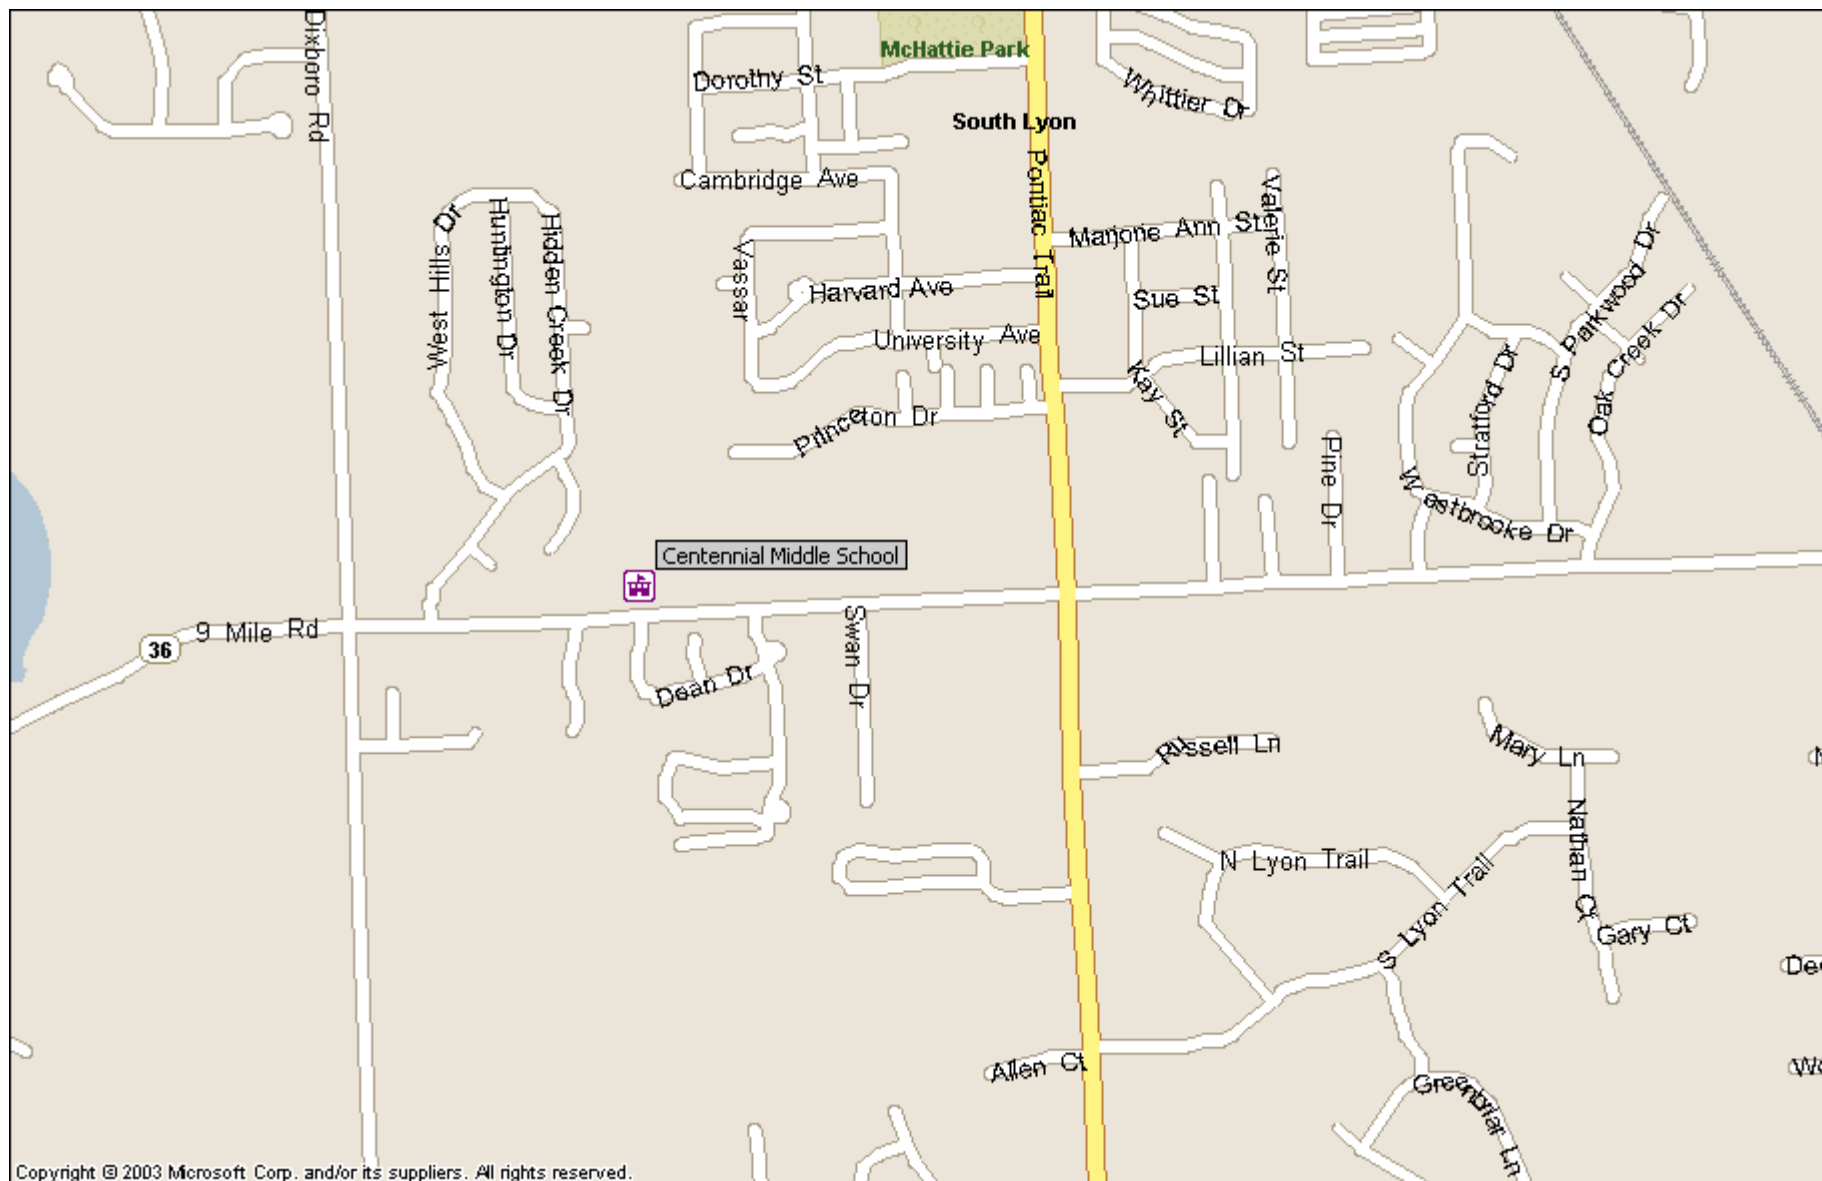 Dixboro Rd
McHattie Park
Dorothy St
Whittier Dr
South Lyon
Pontiac Trail
Cambridge Ave
Valerie St
West Hills Dr
Huntington Dr
Hidden Creek Dr
Vassar
Marjorie Ann St
S Parkwood Dr
Harvard Ave
Sue St
Oak Creek Dr
University Ave
Lillian St
Stratford Dr
Kay St
Princeton Dr
Pine Dr
Westbrooke Dr
Centennial Middle School
9 Mile Rd
36
Swan Dr
Dean Dr
Russell Ln
Mary Ln
N
Nathan Ct
N Lyon Trail
S Lyon Trail
Gary Ct
De
Allen Ct
Wo
Greenbriar Ln
Copyright © 2003 Microsoft Corp. and/or its suppliers. All rights reserved.